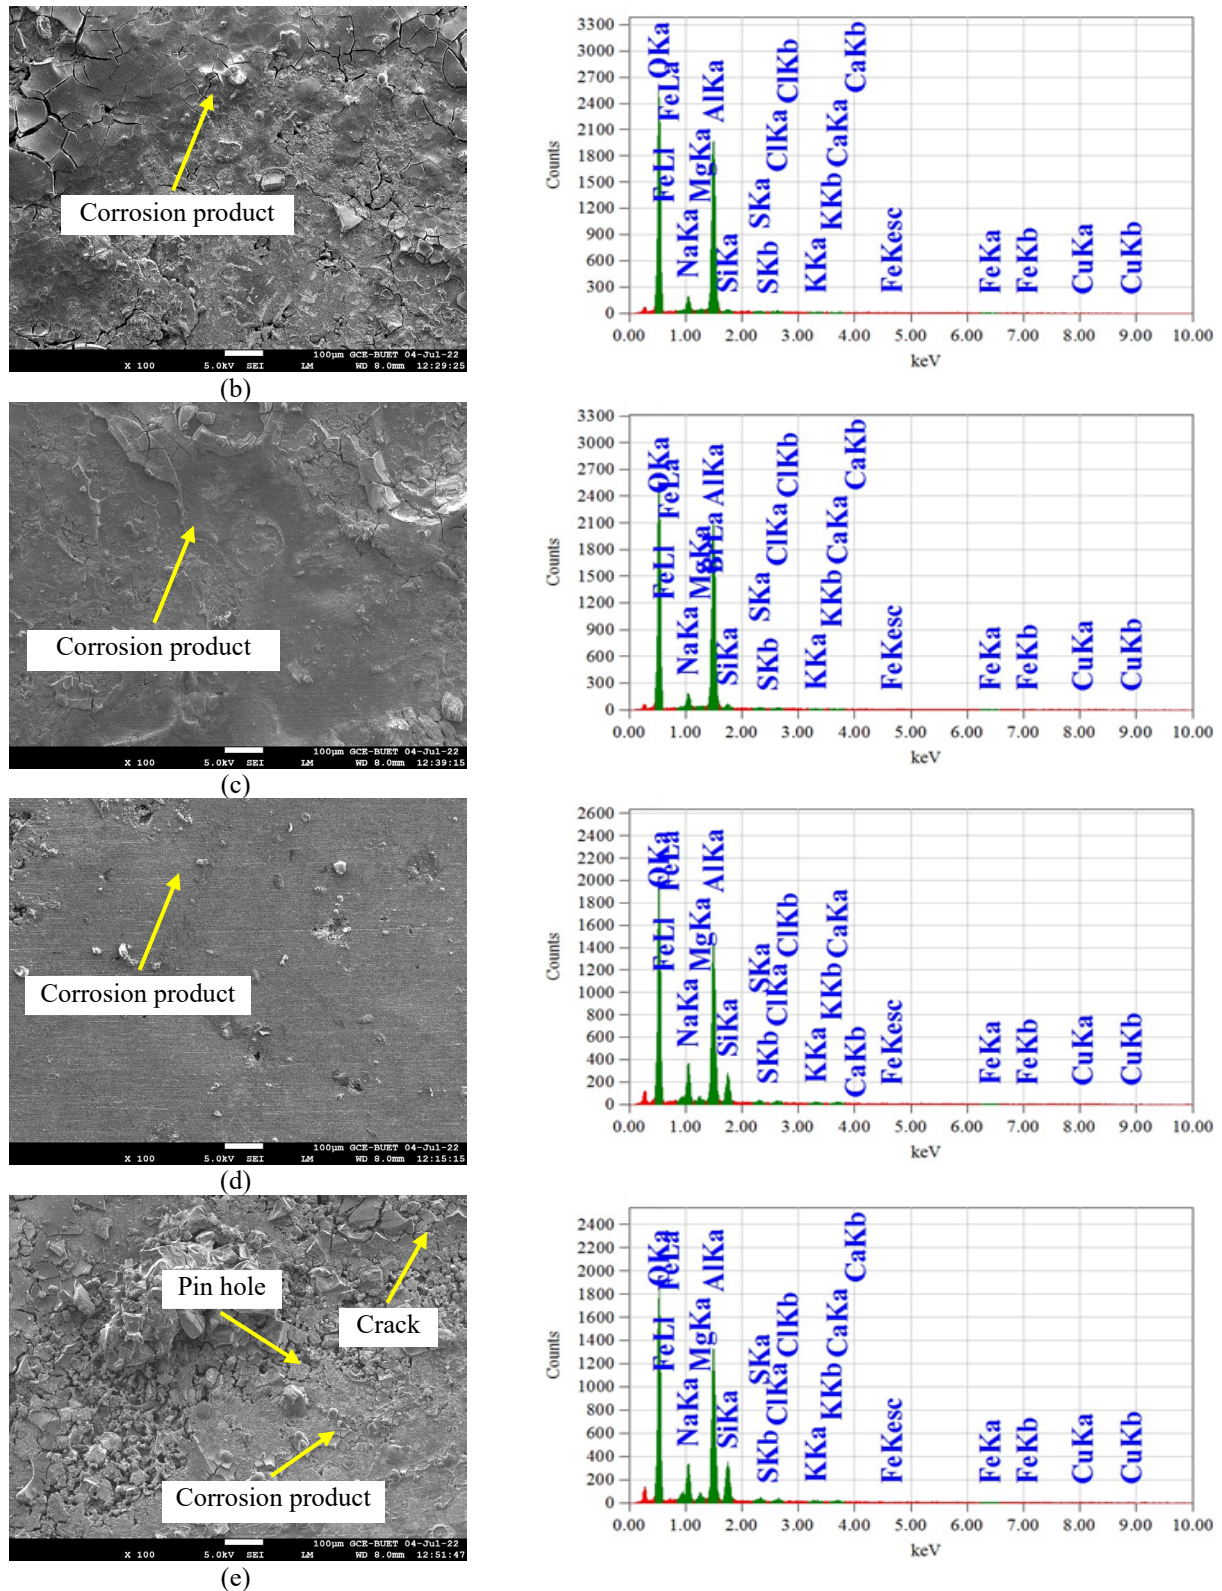 Corrosion product
X 100 5.0kV SEI LM WD 8.0mm 12:29:25
100μm GCE-BUET 04-Jul-22
(b)
3300
3000
2700
2400
2100
1800
1500
1200
900
600
300
0
Counts
0.00 1.00 2.00 3.00 4.00 5.00 6.00 7.00 8.00 9.00 10.00
keV
FeLl
OKa
FeLa
NaKa
MgKa
AlKa
SiKa
SKa
SKb
ClKa
ClKb
KKa
KKb
CaKa
CaKb
FeKesc
FeKa
FeKb
CuKa
CuKb
Corrosion product
100μm GCE-BUET 04-Jul-22
X 100 5.0kV SEI LM WD 8.0mm 12:39:15
(c)
3300
3000
2700
2400
2100
1800
1500
1200
900
600
300
0
Counts
0.00 1.00 2.00 3.00 4.00 5.00 6.00 7.00 8.00 9.00 10.00
keV
FeLl
OKa
FeLa
NaKa
MgKa
BrLa
AlKa
SiKa
SKa
SKb
ClKa
ClKb
KKa
KKb
CaKa
CaKb
FeKesc
FeKa
FeKb
CuKa
CuKb
Corrosion product
100μm GCE-BUET 04-Jul-22
X 100 5.0kV SEI LM WD 8.0mm 12:15:15
(d)
2600
2400
2200
2000
1800
1600
1400
1200
1000
800
600
400
200
0
Counts
0.00 1.00 2.00 3.00 4.00 5.00 6.00 7.00 8.00 9.00 10.00
keV
FeLl
OKa
FeLa
NaKa
MgKa
AlKa
SiKa
SKa
SKb
ClKa
ClKb
KKa
KKb
CaKa
CaKb
FeKesc
FeKa
FeKb
CuKa
CuKb
Pin hole
Crack
Corrosion product
100μm GCE-BUET 04-Jul-22
X 100 5.0kV SEI LM WD 8.0mm 12:51:47
(e)
2400
2200
2000
1800
1600
1400
1200
1000
800
600
400
200
0
Counts
0.00 1.00 2.00 3.00 4.00 5.00 6.00 7.00 8.00 9.00 10.00
keV
FeLl
OKa
FeLa
NaKa
MgKa
AlKa
SiKa
SKa
SKb
ClKa
ClKb
KKa
KKb
CaKa
CaKb
FeKesc
FeKa
FeKb
CuKa
CuKb